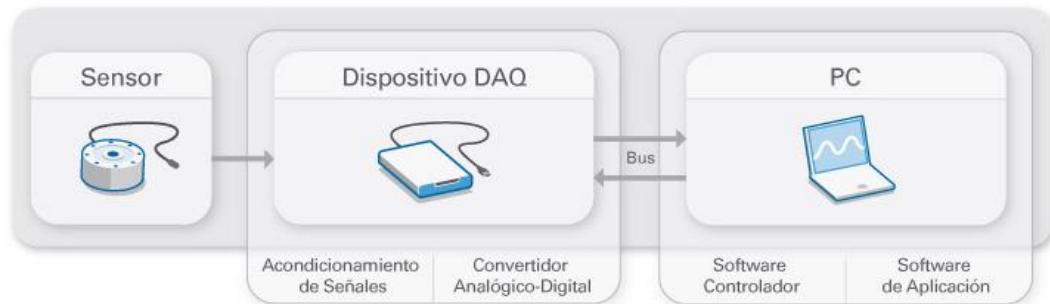 Sensor
Dispositivo DAQ
PC
Bus
Acondicionamiento
de Señales
Convertidor
Analógico-Digital
Software
Controlador
Software
de Aplicación